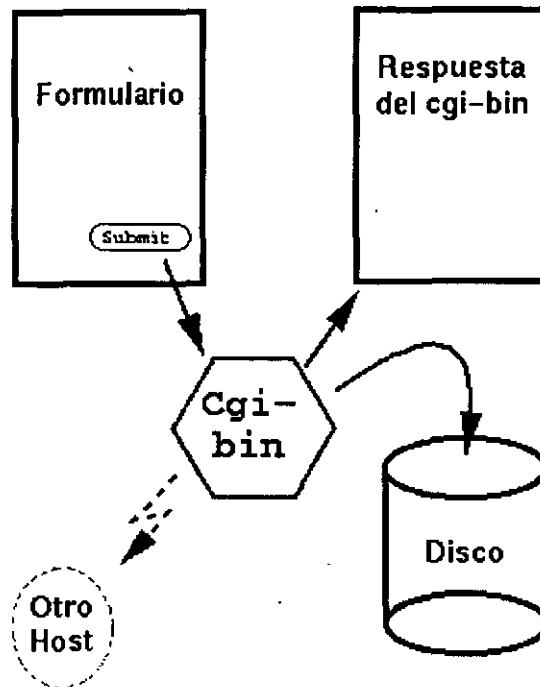 Formulario
Submit
Respuesta
del cgi-bin
Cgi-
bin
Disco
Otro
Host